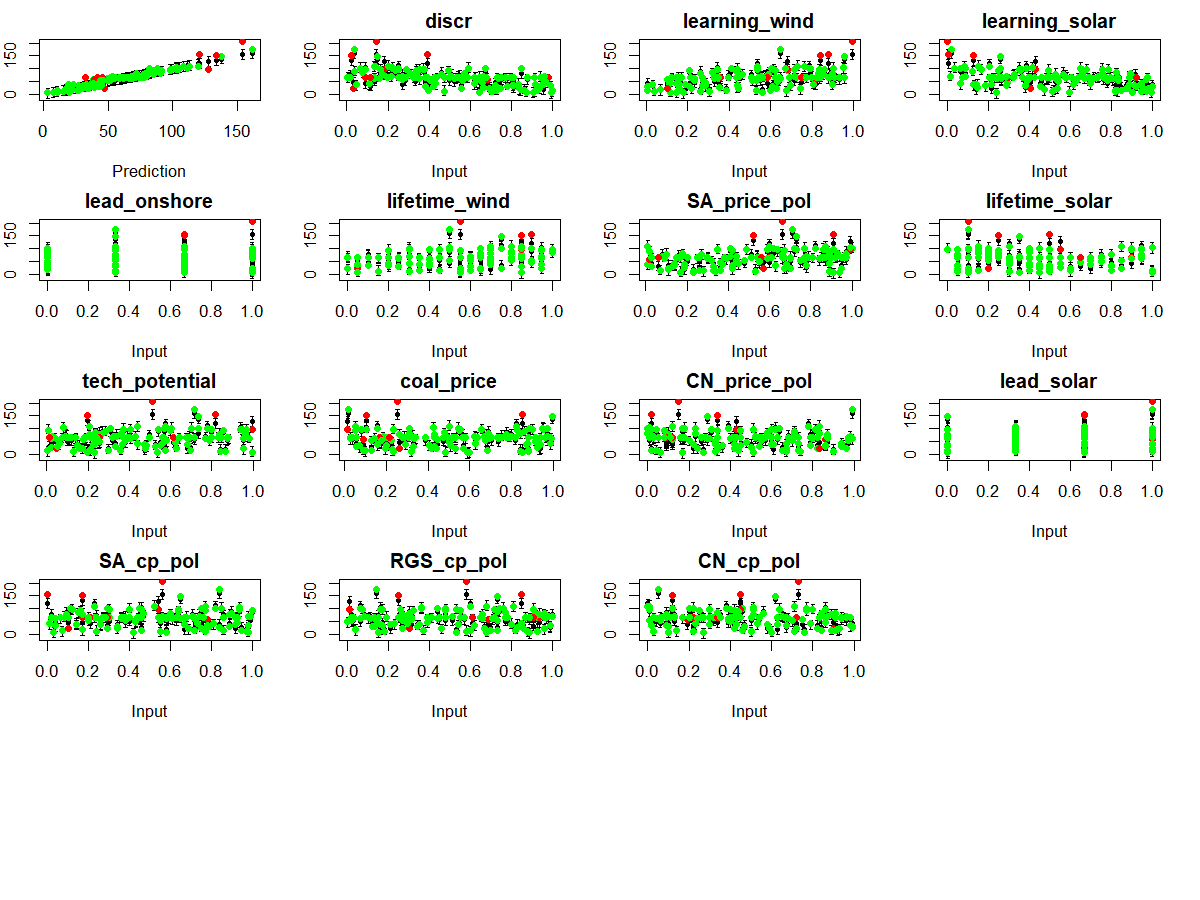 discr learning_wind learning_solar
0 150 0 150 0 150 0 150
0 50 100 150 0.0 0.2 0.4 0.6 0.8 1.0 0.0 0.2 0.4 0.6 0.8 1.0 0.0 0.2 0.4 0.6 0.8 1.0
Prediction Input Input Input
lead_onshore lifetime_wind SA_price_pol lifetime_solar
0 150 0 150 0 150 0 150
0.0 0.2 0.4 0.6 0.8 1.0 0.0 0.2 0.4 0.6 0.8 1.0 0.0 0.2 0.4 0.6 0.8 1.0 0.0 0.2 0.4 0.6 0.8 1.0
Input Input Input Input
tech_potential coal_price CN_price_pol lead_solar
0 150 0 150 0 150 0 150
0.0 0.2 0.4 0.6 0.8 1.0 0.0 0.2 0.4 0.6 0.8 1.0 0.0 0.2 0.4 0.6 0.8 1.0 0.0 0.2 0.4 0.6 0.8 1.0
Input Input Input Input
SA_cp_pol RGS_cp_pol CN_cp_pol
0 150 0 150 0 150
0.0 0.2 0.4 0.6 0.8 1.0 0.0 0.2 0.4 0.6 0.8 1.0 0.0 0.2 0.4 0.6 0.8 1.0
Input Input Input